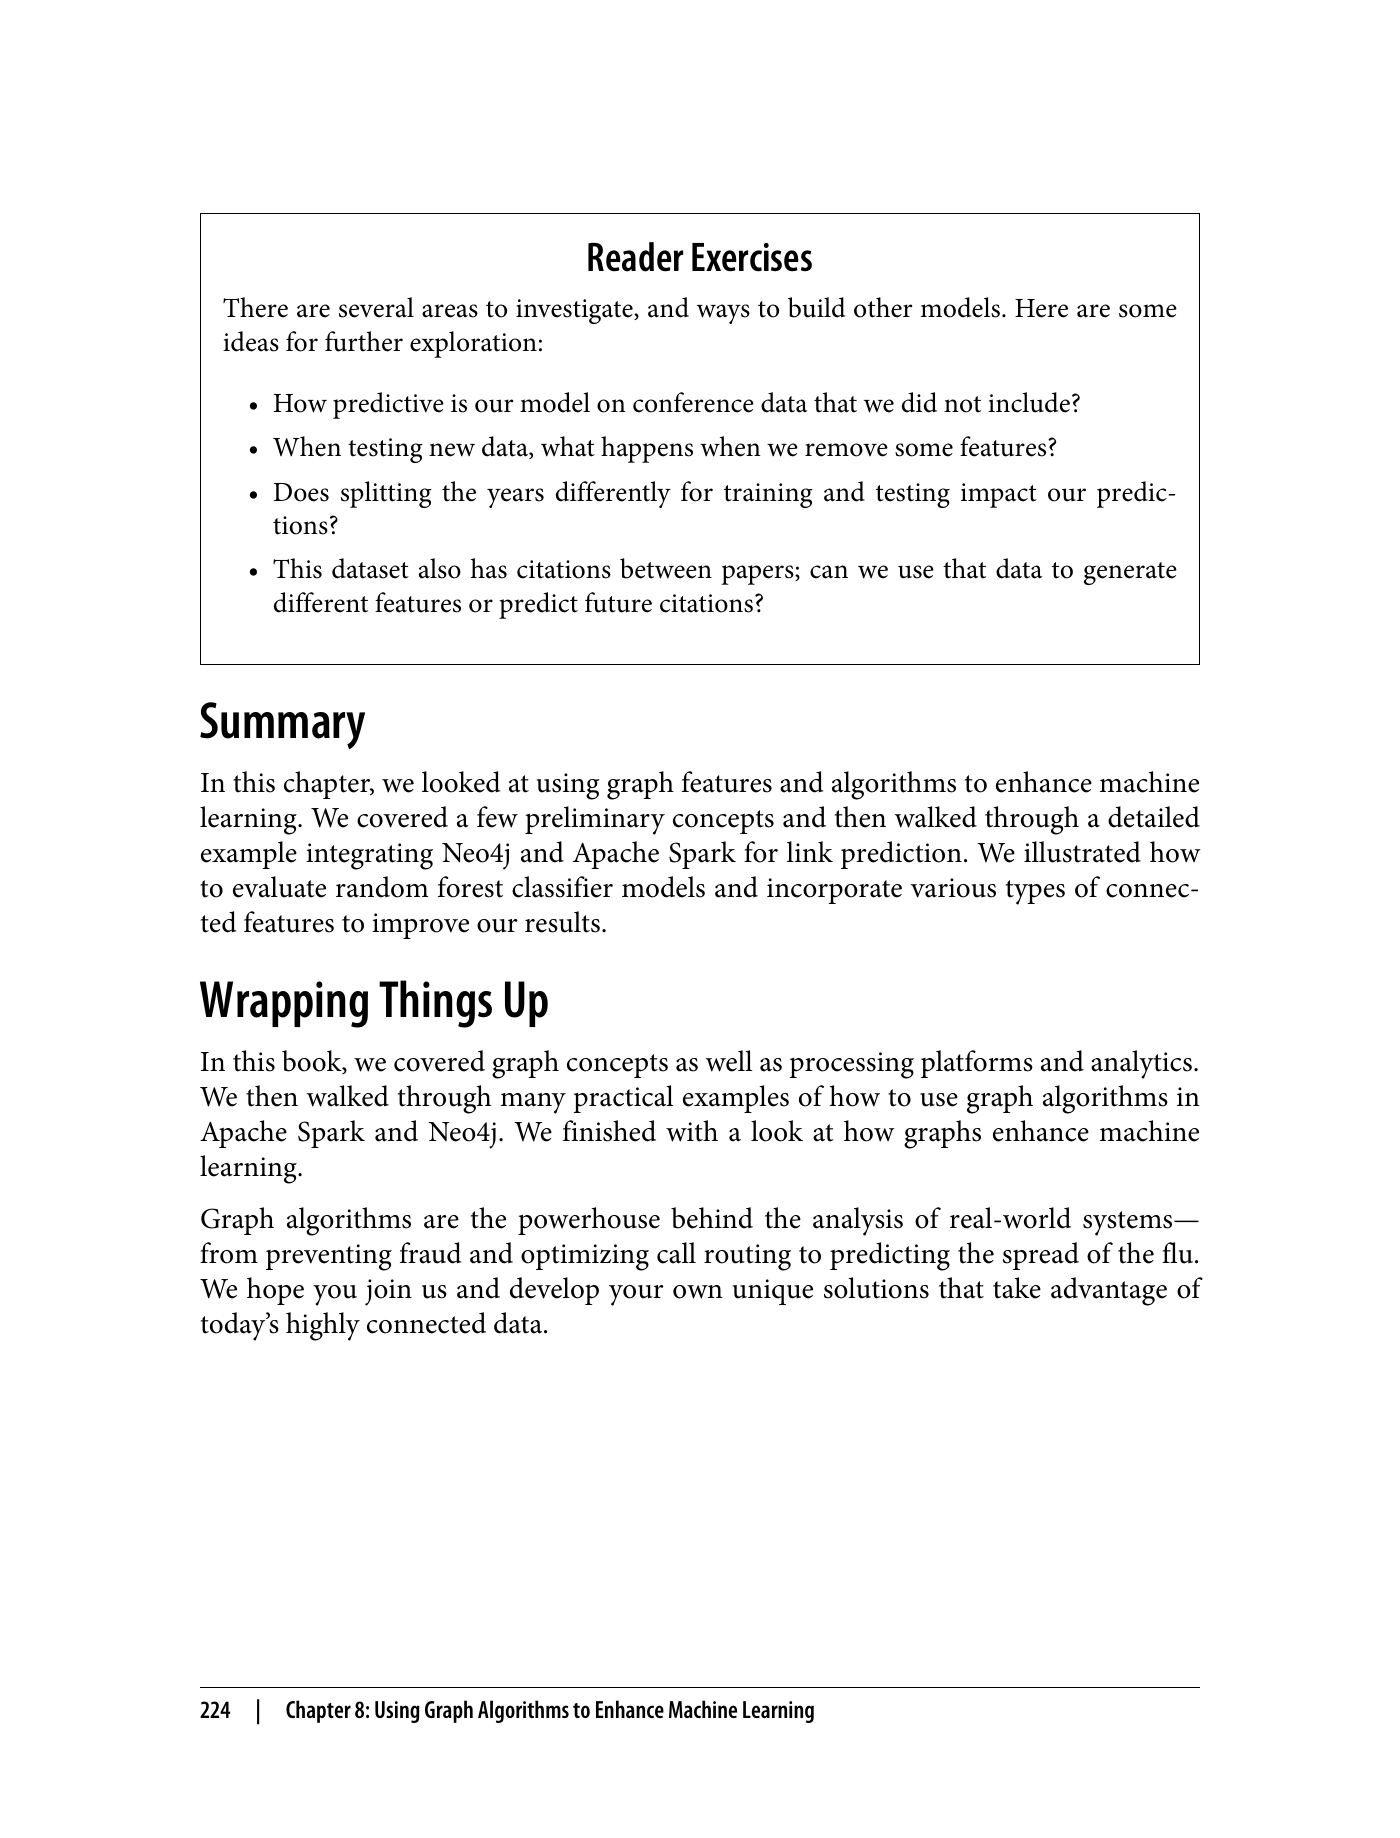 Reader Exercises
There are several areas to investigate, and ways to build other models. Here are some
ideas for further exploration:
• How predictive is our model on conference data that we did not include?
• When testing new data, what happens when we remove some features?
• Does splitting the years differently for training and testing impact our predic-
tions?
• This dataset also has citations between papers; can we use that data to generate
different features or predict future citations?
Summary
In this chapter, we looked at using graph features and algorithms to enhance machine
learning. We covered a few preliminary concepts and then walked through a detailed
example integrating Neo4j and Apache Spark for link prediction. We illustrated how
to evaluate random forest classifier models and incorporate various types of connec-
ted features to improve our results.
Wrapping Things Up
In this book, we covered graph concepts as well as processing platforms and analytics.
We then walked through many practical examples of how to use graph algorithms in
Apache Spark and Neo4j. We finished with a look at how graphs enhance machine
learning.
Graph algorithms are the powerhouse behind the analysis of real-world systems—
from preventing fraud and optimizing call routing to predicting the spread of the flu.
We hope you join us and develop your own unique solutions that take advantage of
today’s highly connected data.
224 | Chapter 8: Using Graph Algorithms to Enhance Machine Learning